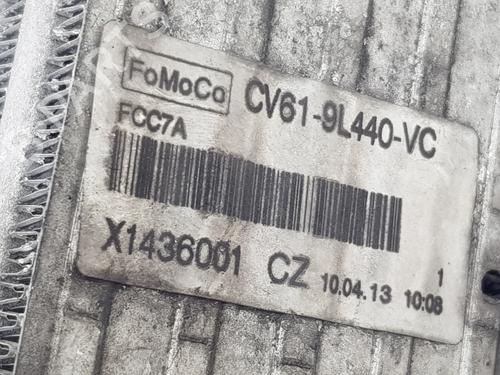 FoMoCo CV61-9L440-VC
FCC7A
X1436001 CZ 10.04.13 10:08
1